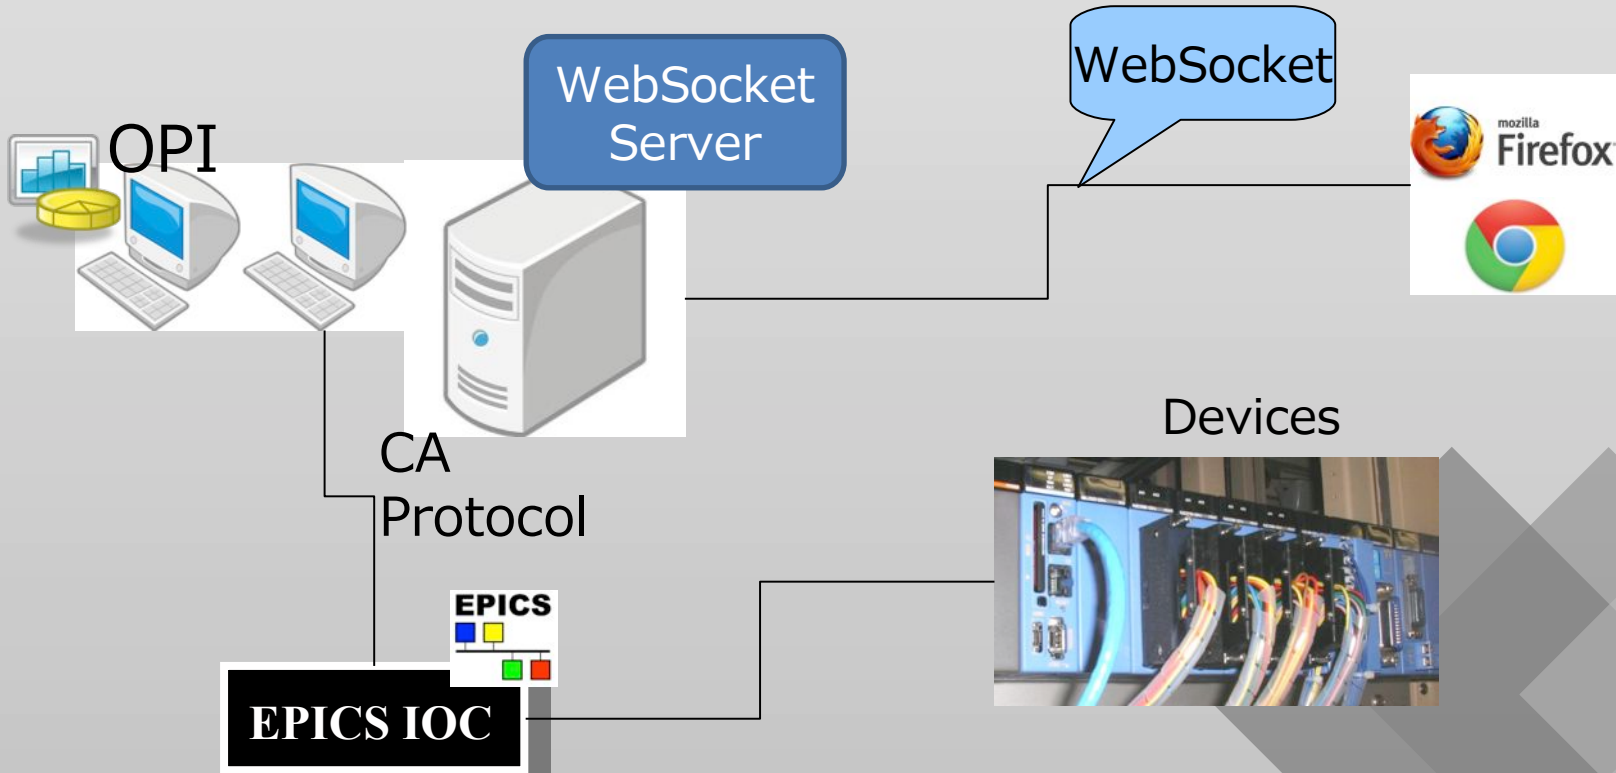 WebSocket
Server
WebSocket
OPI
mozilla
Firefox
Devices
CA
Protocol
EPICS
EPICS IOC